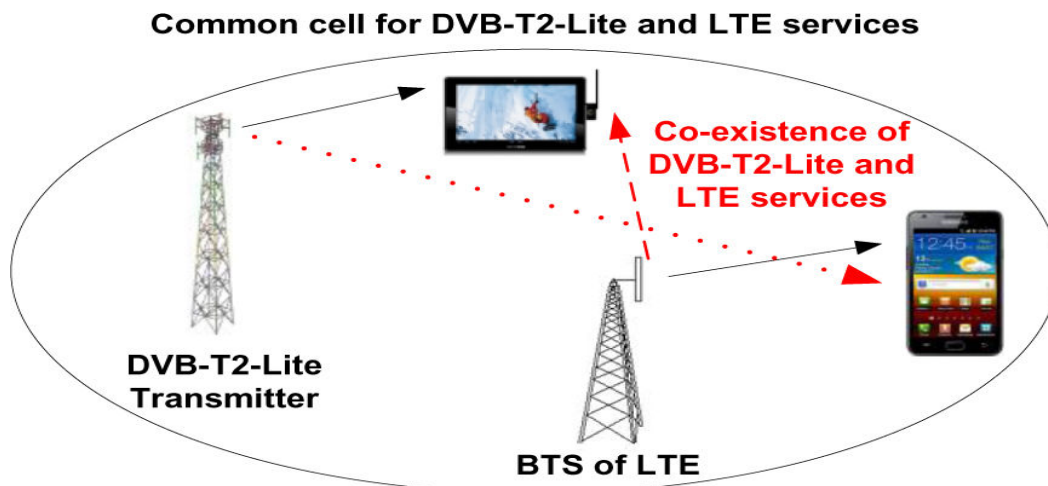 Common cell for DVB-T2-Lite and LTE services
Co-existence of
DVB-T2-Lite and
LTE services
12:45
DVB-T2-Lite
Transmitter
BTS of LTE